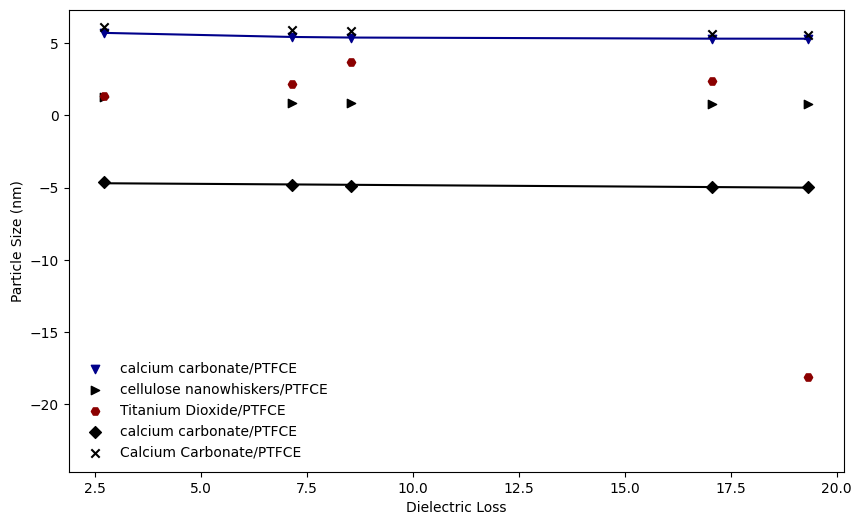 5
0
−5
−10
−15
−20
Particle Size (nm)
calcium carbonate/PTFCE
cellulose nanowhiskers/PTFCE
Titanium Dioxide/PTFCE
calcium carbonate/PTFCE
Calcium Carbonate/PTFCE
2.5 5.0 7.5 10.0 12.5 15.0 17.5 20.0
Dielectric Loss